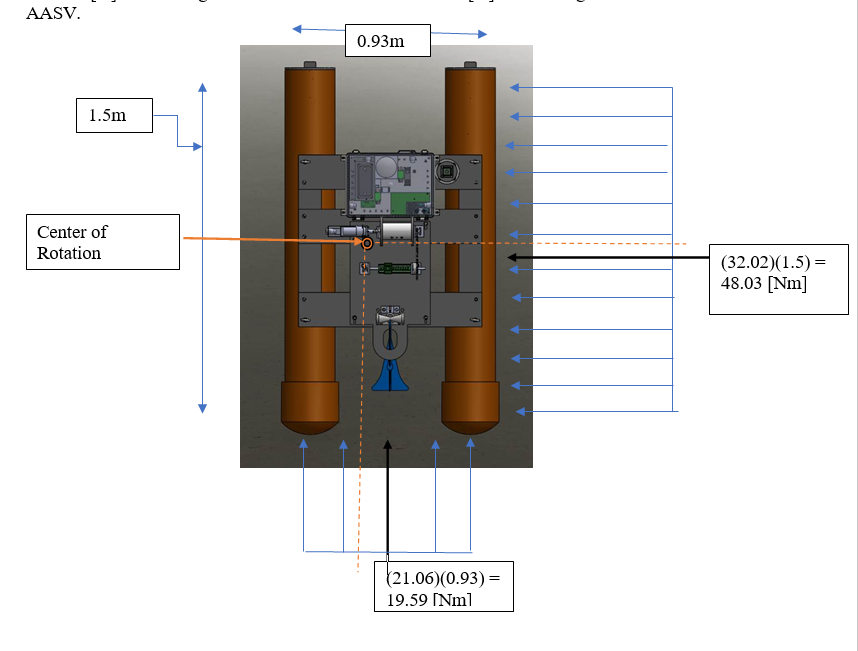 AASV.
0.93m
1.5m
Center of
Rotation
(32.02)(1.5) =
48.03 [Nm]
(21.06)(0.93) =
19.59 [Nm]